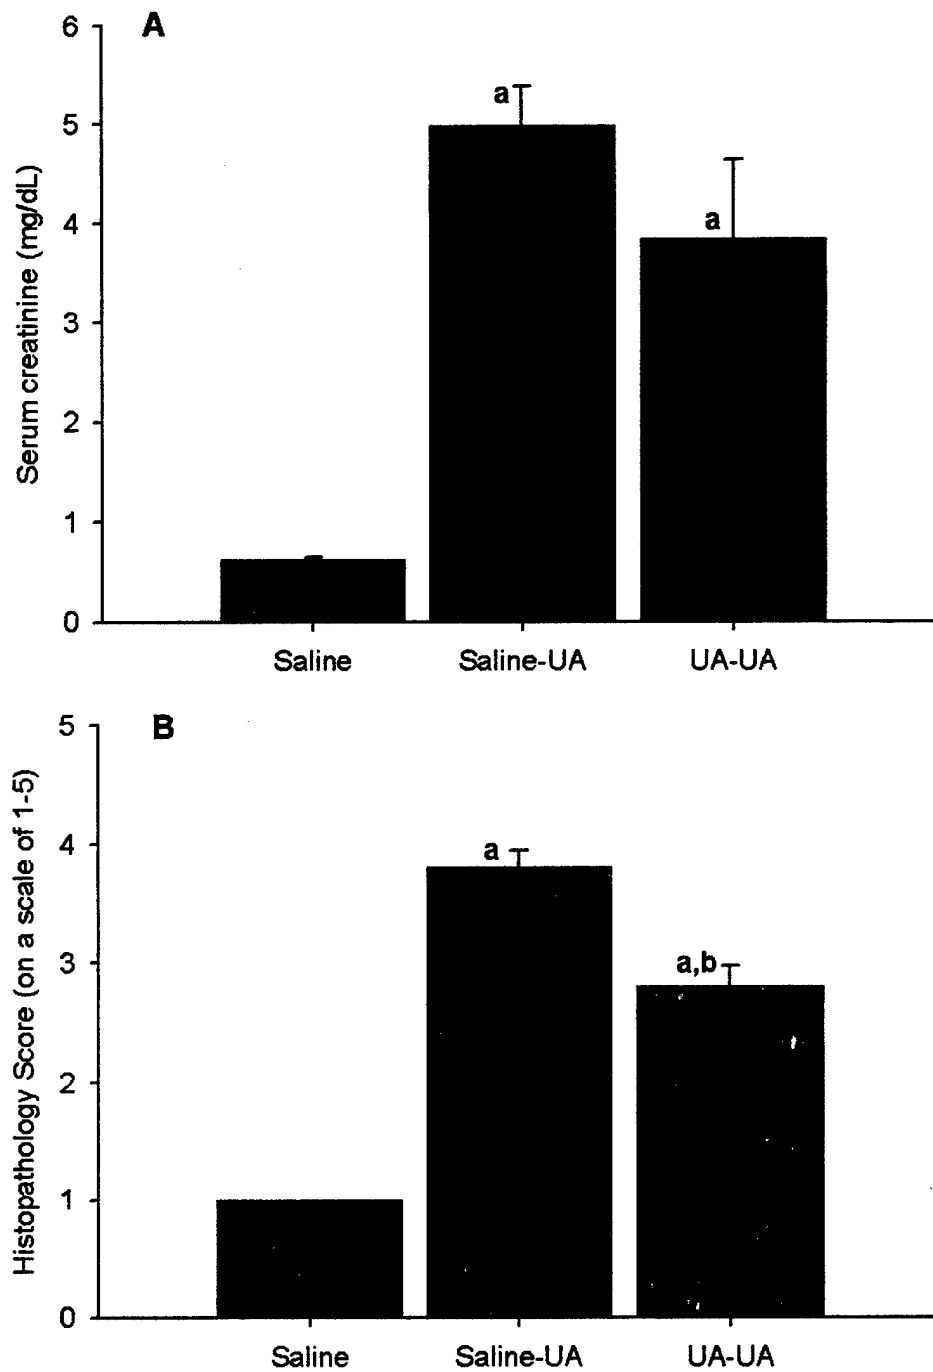 A
6
5
4
3
2
1
0
Serum creatinine (mg/dL)
a
a
Saline
Saline-UA
UA-UA
B
5
4
3
2
1
0
Histopathology Score (on a scale of 1-5)
a
a,b
Saline
Saline-UA
UA-UA